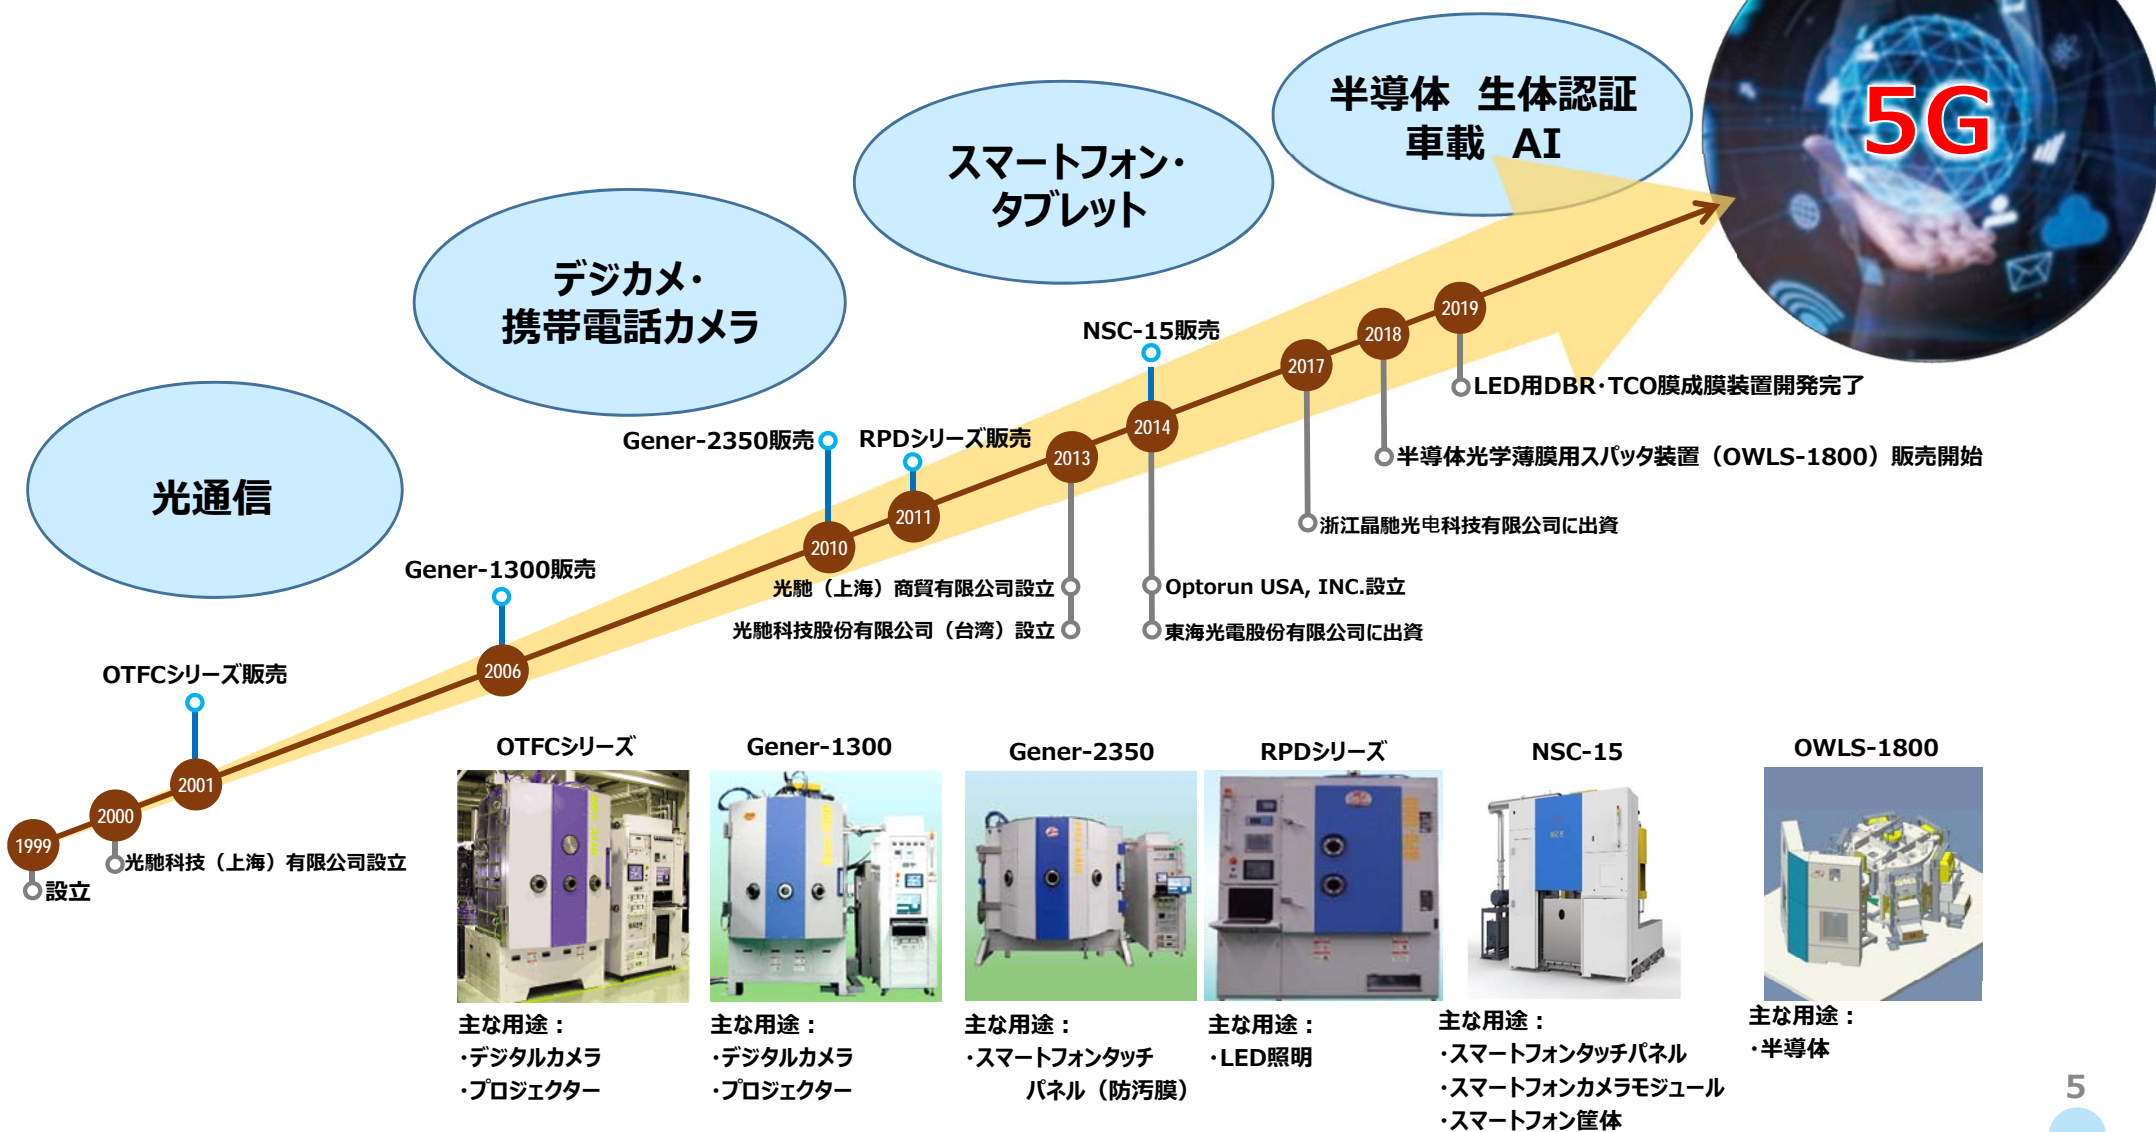 半導体 生体認証
車載 AI
5G
スマートフォン・
タブレット
デジカメ・
携帯電話カメラ
光通信
2019
2018
2017
2014
2013
2011
2010
2006
2001
2000
1999
NSC-15販売
LED用DBR・TCO膜成膜装置開発完了
Gener-2350販売
RPDシリーズ販売
半導体光学薄膜用スパッタ装置（OWLS-1800）販売開始
浙江晶馳光电科技有限公司に出資
Gener-1300販売
光馳（上海）商貿有限公司設立
Optorun USA, INC.設立
光馳科技股份有限公司（台湾）設立
東海光電股份有限公司に出資
OTFCシリーズ販売
光馳科技（上海）有限公司設立
設立
OTFCシリーズ
主な用途：
・デジタルカメラ
・プロジェクター
Gener-1300
主な用途：
・デジタルカメラ
・プロジェクター
Gener-2350
主な用途：
・スマートフォンタッチ
パネル（防汚膜）
RPDシリーズ
主な用途：
・LED照明
NSC-15
主な用途：
・スマートフォンタッチパネル
・スマートフォンカメラモジュール
・スマートフォン筐体
OWLS-1800
主な用途：
・半導体
5